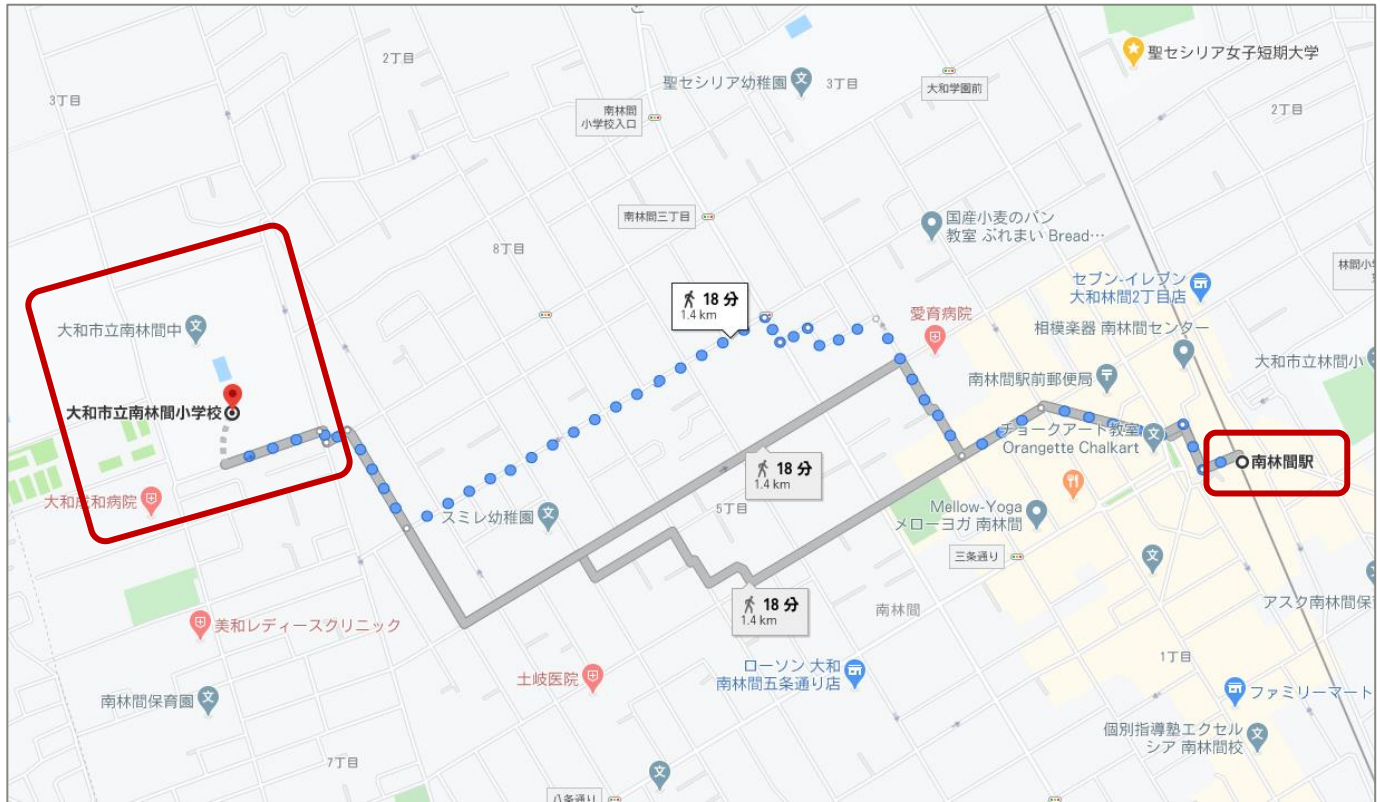 2丁目
3丁目
聖セシリア幼稚園
3丁目
大和学園前
聖セシリア女子短期大学
2丁目
南林間
小学校入口
南林間三丁目
8丁目
国産小麦のパン
教室 ぷれまい Bread…
セブン-イレブン
大和林間2丁目店
18 分
1.4 km
愛育病院
相模楽器 南林間センター
大和市立南林間中
南林間駅前郵便局
大和市立林間小
大和市立南林間小学校
チョークアート教室
Orangette Chalkart
南林間駅
18 分
1.4 km
大和成和病院
スミレ幼稚園
5丁目
Mellow-Yoga
メローヨガ 南林間
三条通り
18 分
1.4 km
南林間
アスク南林間保
美和レディースクリニック
土岐医院
ローソン 大和
南林間五条通り店
1丁目
南林間保育園
ファミリーマート
個別指導塾エクセル
シア 南林間校
7丁目
八条通り